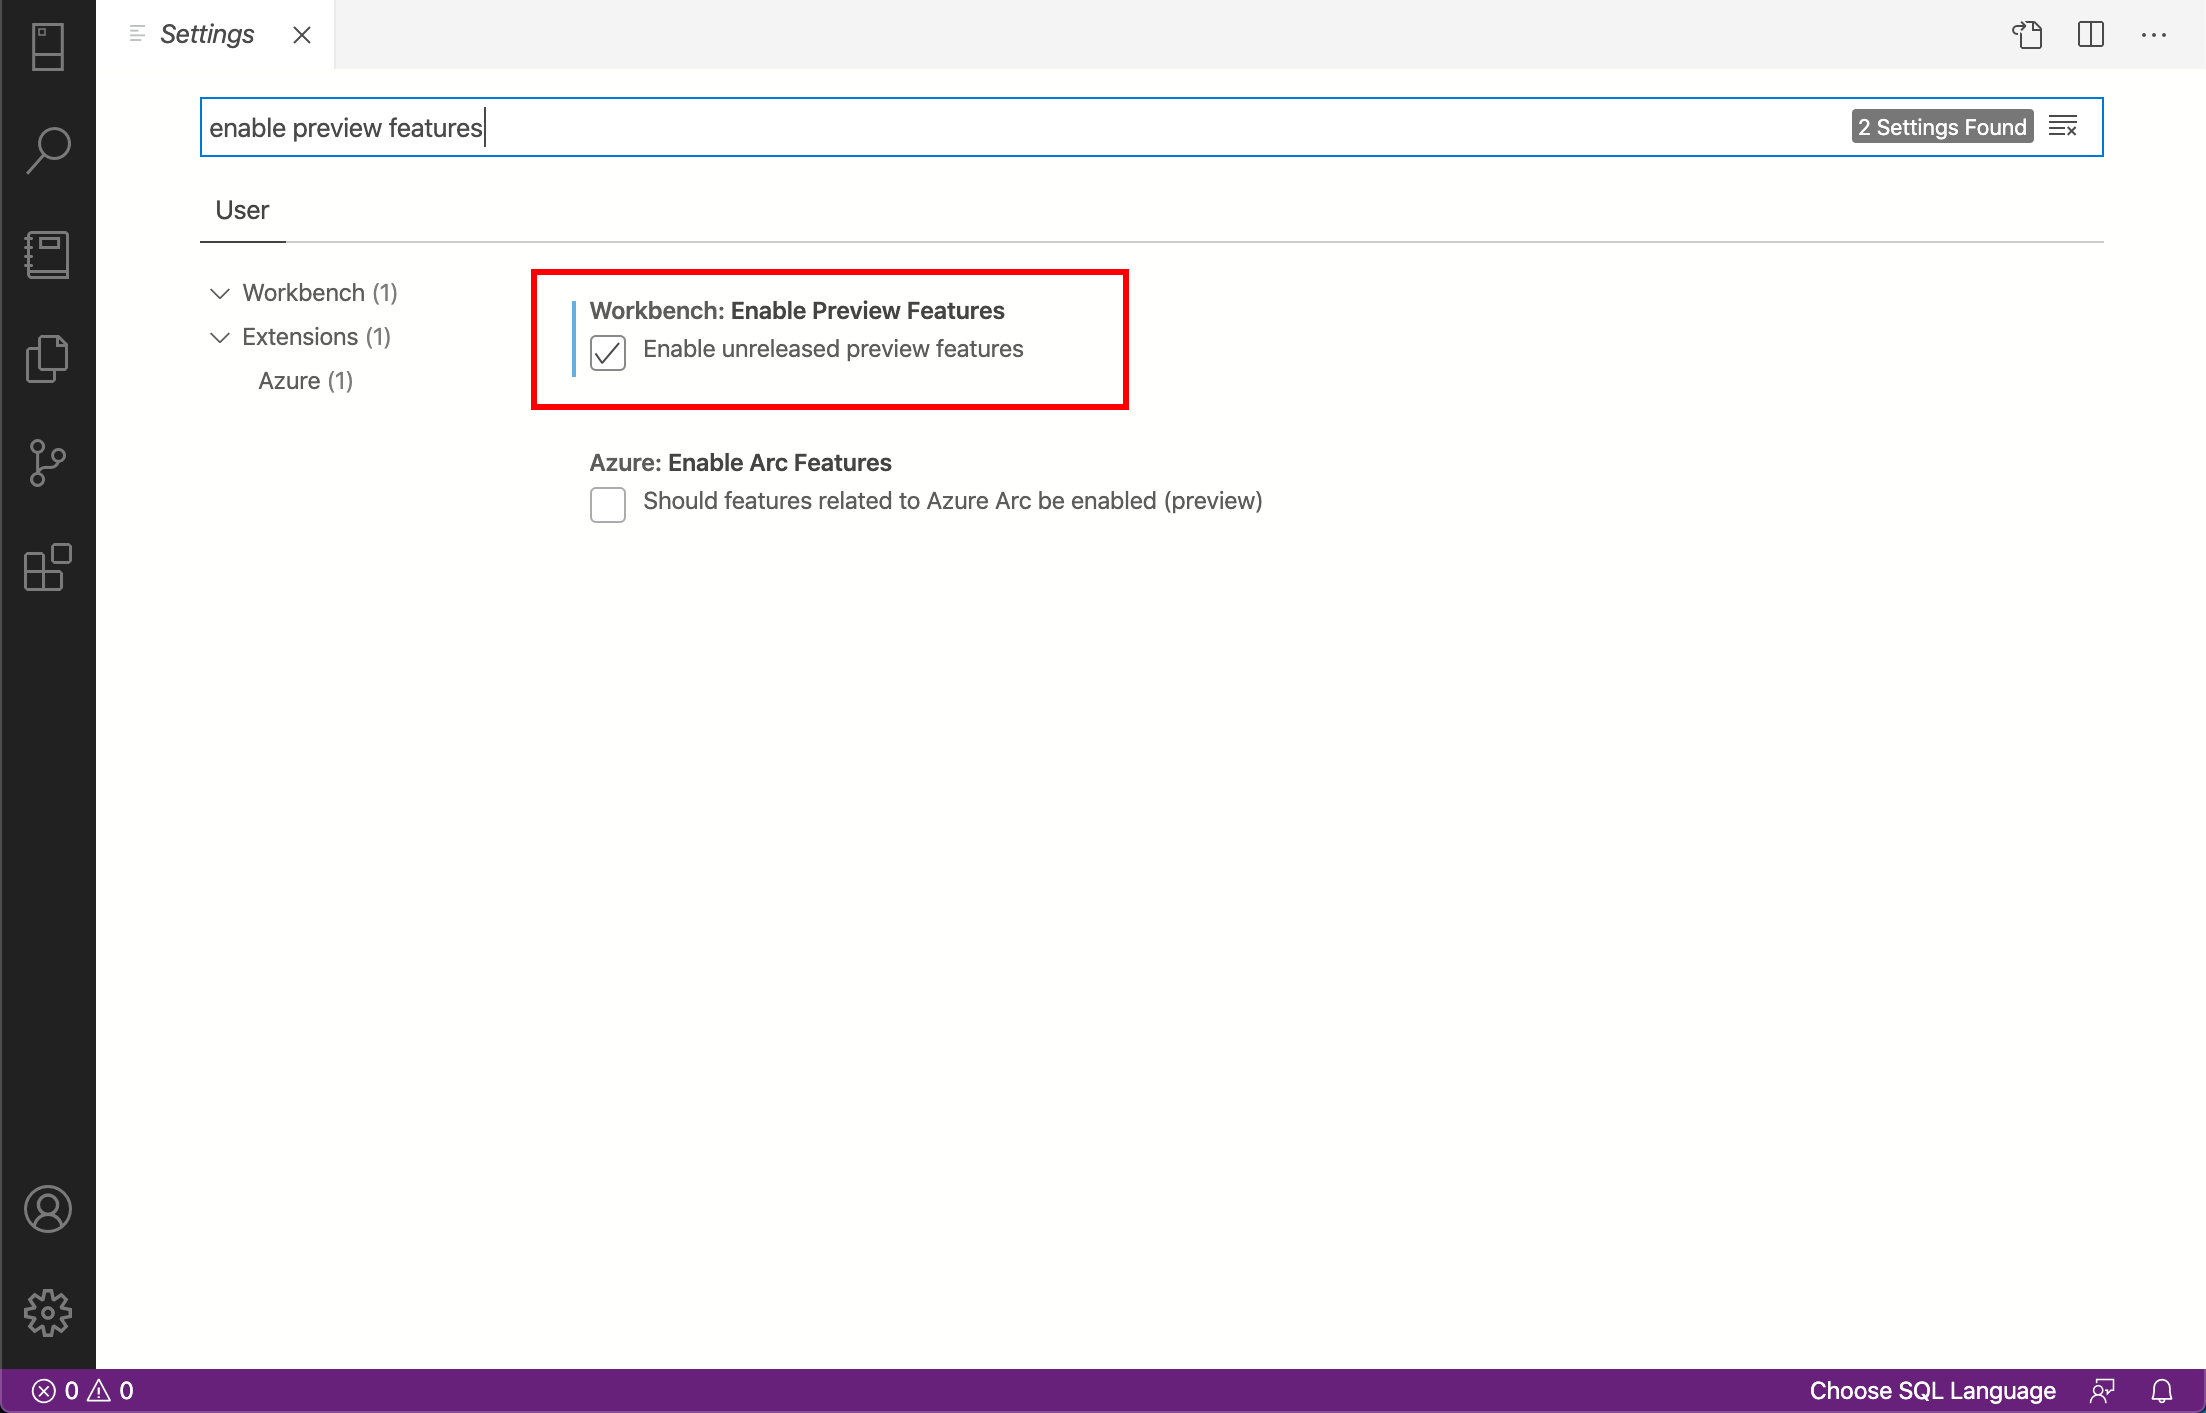 Settings
enable preview features
2 Settings Found
User
Workbench (1)
Extensions (1)
Azure (1)
Workbench: Enable Preview Features
Enable unreleased preview features
Azure: Enable Arc Features
Should features related to Azure Arc be enabled (preview)
0 0
Choose SQL Language